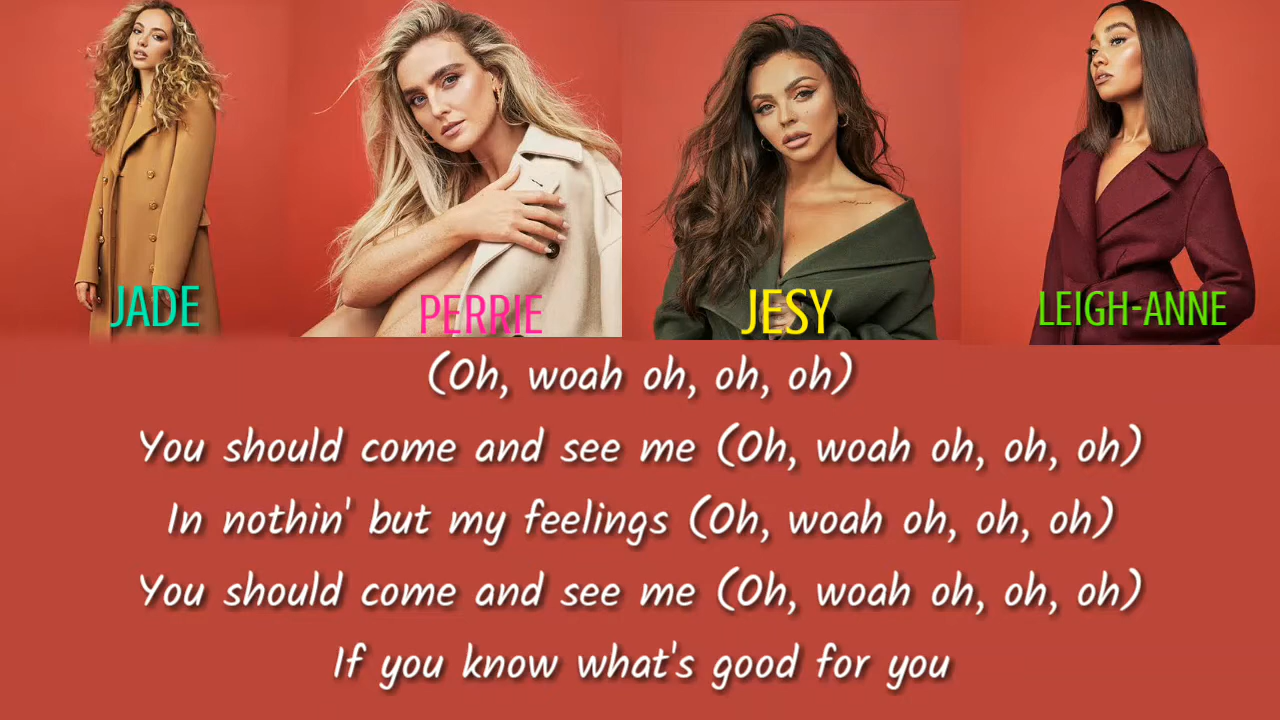 JADE PERRIE JESY LEIGH-ANNE
(Oh, woah oh, oh, oh)
You should come and see me (Oh, woah oh, oh, oh)
In nothin' but my feelings (Oh, woah oh, oh, oh)
You should come and see me (Oh, woah oh, oh, oh)
If you know what's good for you